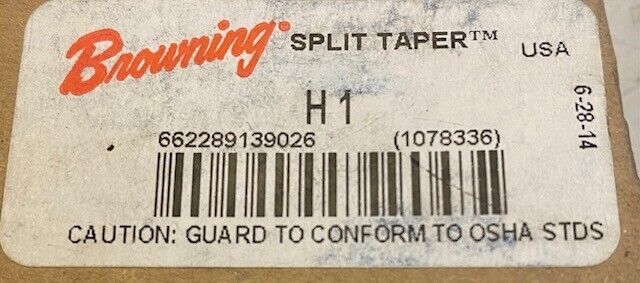 Browning® SPLIT TAPER™ USA
H1
6-28-14
662289139026 (1078336)
CAUTION: GUARD TO CONFORM TO OSHA STDS